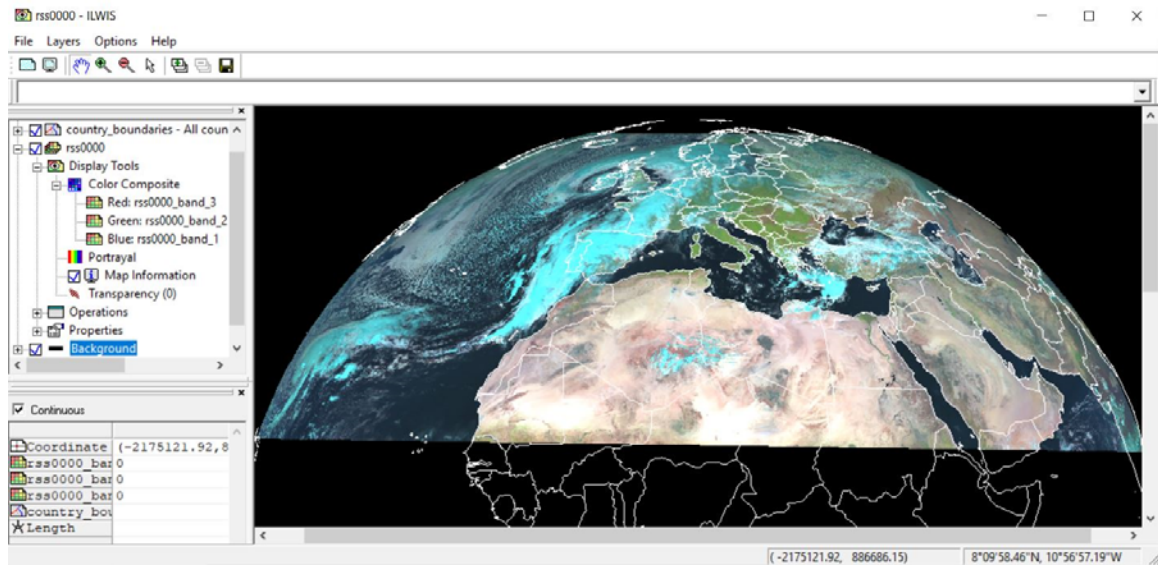 rss0000 - ILWIS
File Layers Options Help
country_boundaries - All coun
rss0000
Display Tools
Color Composite
Red: rss0000_band_3
Green: rss0000_band_2
Blue: rss0000_band_1
Portrayal
Map Information
Transparency (0)
Operations
Properties
Background
Continuous
Coordinate (-2175121.92,8
rss0000_bar 0
rss0000_bar 0
rss0000_bar 0
country_bou
Length
(-2175121.92, 886686.15) 8°09'58.46"N, 10°56'57.19"W